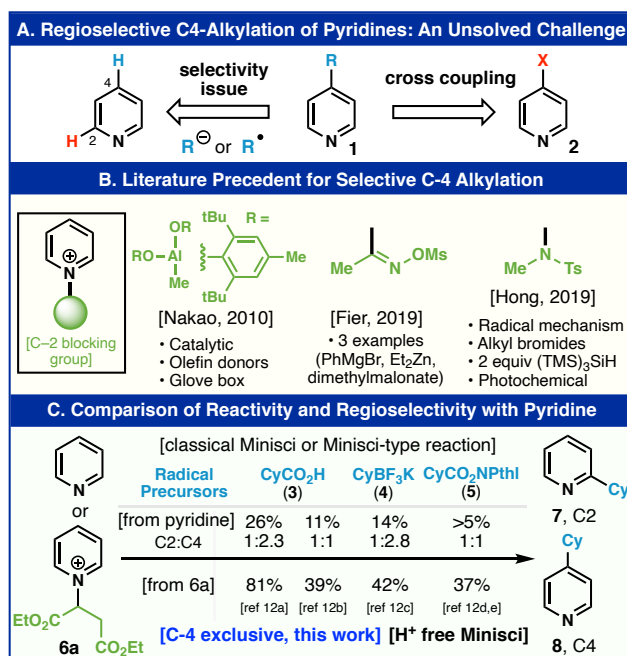 A. Regioselective C4-Alkylation of Pyridines: An Unsolved Challenge
H
4
H
2
N
selectivity
issue
R⊖ or R•
R
N
1
cross coupling
X
N
2
B. Literature Precedent for Selective C-4 Alkylation
N
+
[C–2 blocking
group]
OR
RO
Al
Me
R =
tBu
Me
tBu
[Nakao, 2010]
• Catalytic
• Olefin donors
• Glove box
Me
N
OMs
[Fier, 2019]
• 3 examples
(PhMgBr, Et2Zn,
dimethylmalonate)
Me
N
Ts
[Hong, 2019]
• Radical mechanism
• Alkyl bromides
• 2 equiv (TMS)3SiH
• Photochemical
C. Comparison of Reactivity and Regioselectivity with Pyridine
N
or
+
N
EtO2C
CO2Et
6a
[classical Minisci or Minisci-type reaction]
Radical Precursors CyCO2H (3) CyBF3K (4) CyCO2NPthl (5)
[from pyridine] 26% 11% 14% >5%
C2:C4 1:2.3 1:1 1:2.8 1:1
[from 6a] 81% 39% 42% 37%
[ref 12a] [ref 12b] [ref 12c] [ref 12d,e]
[C-4 exclusive, this work] [H+ free Minisci]
N
Cy
7, C2
Cy
N
8, C4